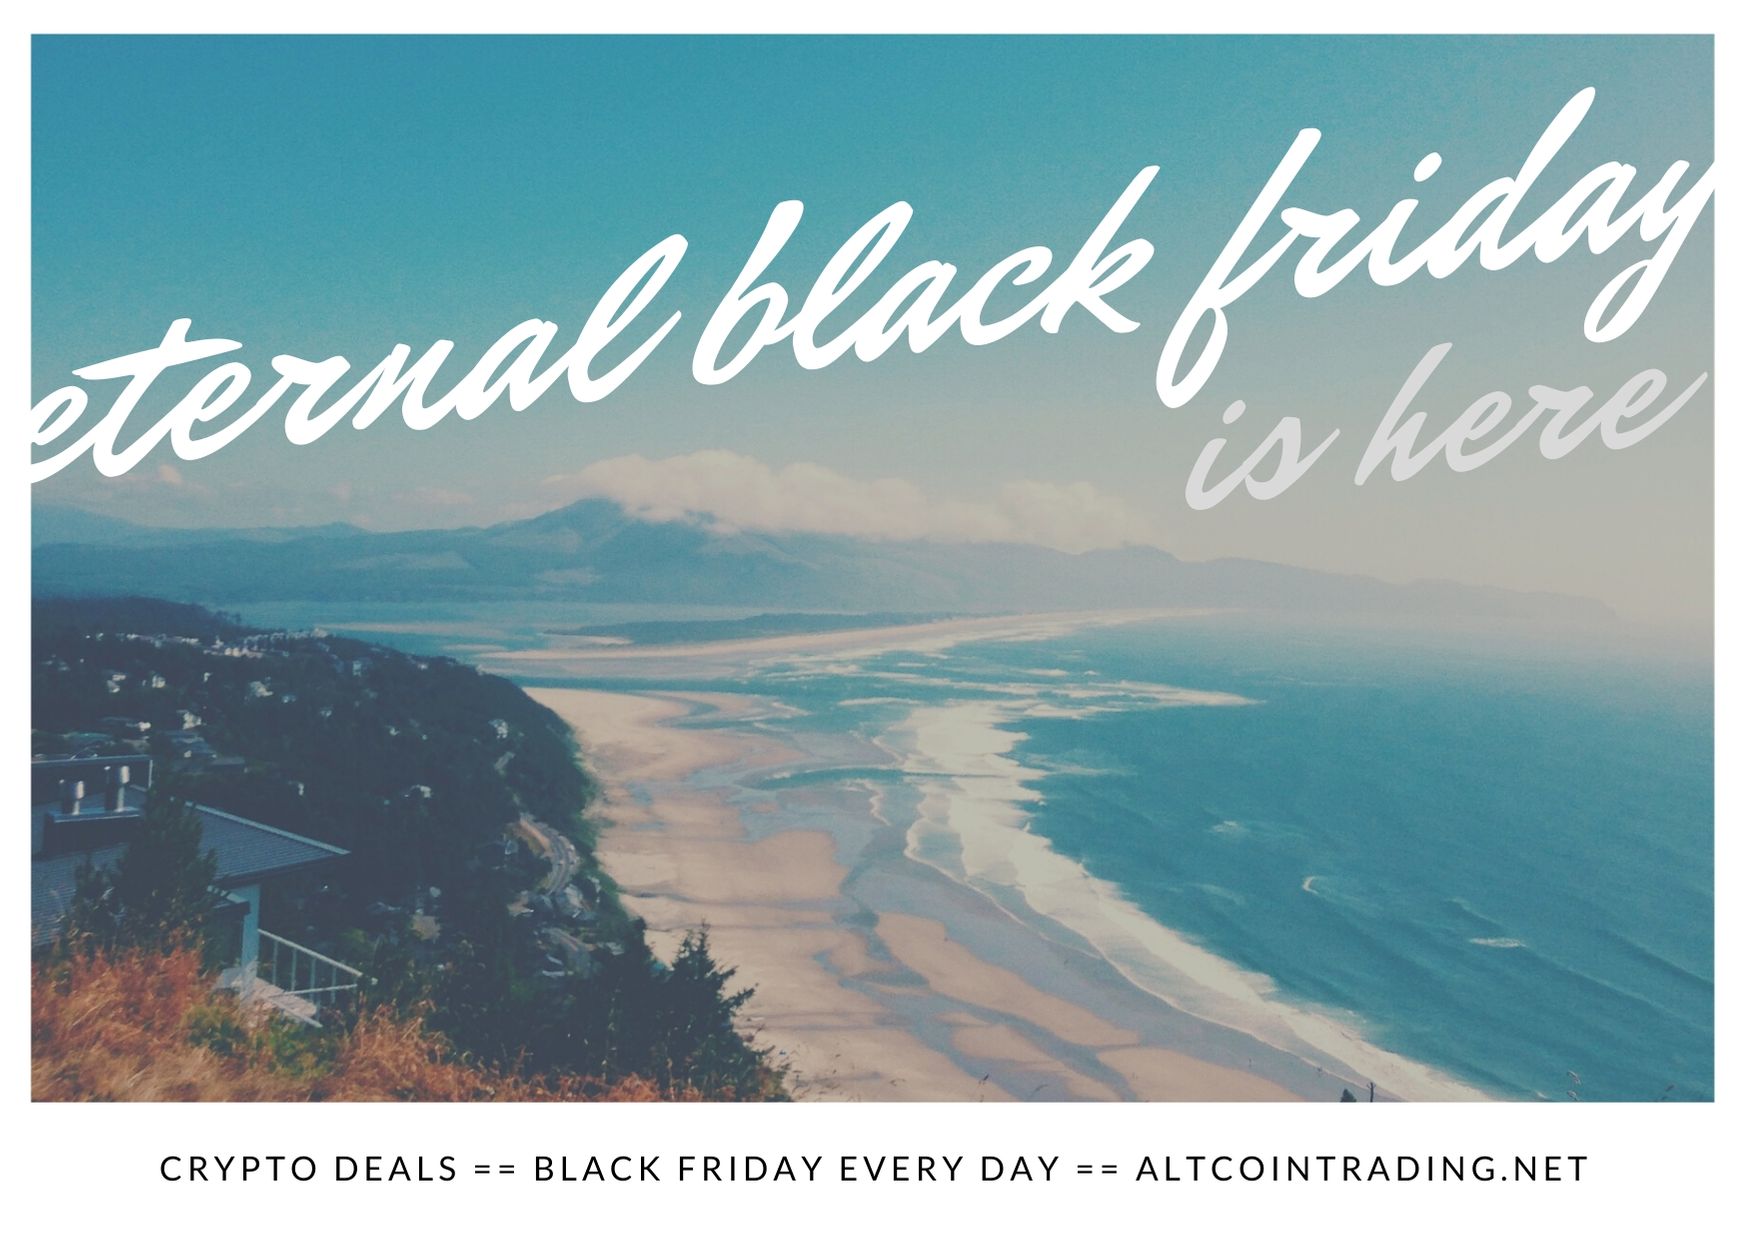 eternal black friday
is here
CRYPTO DEALS == BLACK FRIDAY EVERY DAY == ALTCOINTRADING.NET